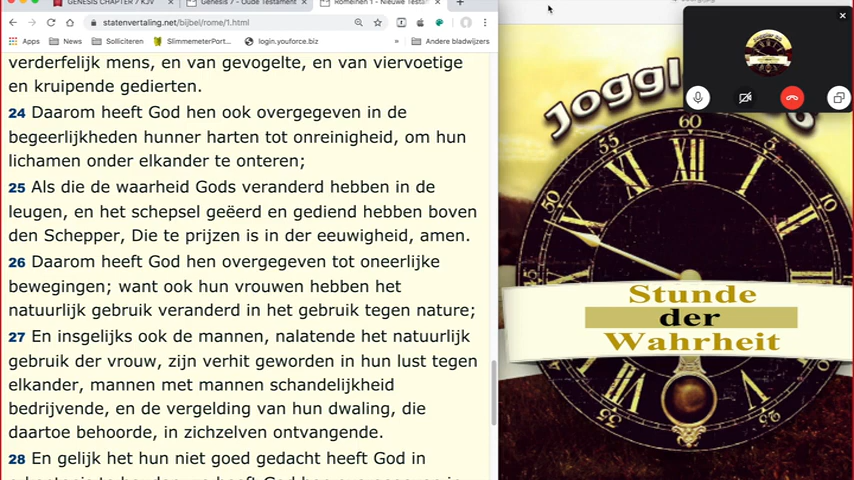 GENESIS CHAPTER 7 KJV
Genesis 7 - Oude Testament
Romeinen 1 - Nieuwe Testament
statenvertaling.net/bijbel/rome/1.html
Apps
News
Solliciteren
SlimmemeterPort...
login.youforce.biz
»
Andere bladwijzers
verderfelijk mens, en van gevogelte, en van viervoetige
en kruipende gedierten.
24 Daarom heeft God hen ook overgegeven in de
begeerlijkheden hunner harten tot onreinigheid, om hun
lichamen onder elkander te onteren;
25 Als die de waarheid Gods veranderd hebben in de
leugen, en het schepsel geëerd en gediend hebben boven
den Schepper, Die te prijzen is in der eeuwigheid, amen.
26 Daarom heeft God hen overgegeven tot oneerlijke
bewegingen; want ook hun vrouwen hebben het
natuurlijk gebruik veranderd in het gebruik tegen nature;
27 En insgelijks ook de mannen, nalatende het natuurlijk
gebruik der vrouw, zijn verhit geworden in hun lust tegen
elkander, mannen met mannen schandelijkheid
bedrijvende, en de vergelding van hun dwaling, die
daartoe behoorde, in zichzelven ontvangende.
28 En gelijk het hun niet goed gedacht heeft God in
Joggl
60
55
5
50
10
XII
XI
I
Stunde
der
Wahrheit